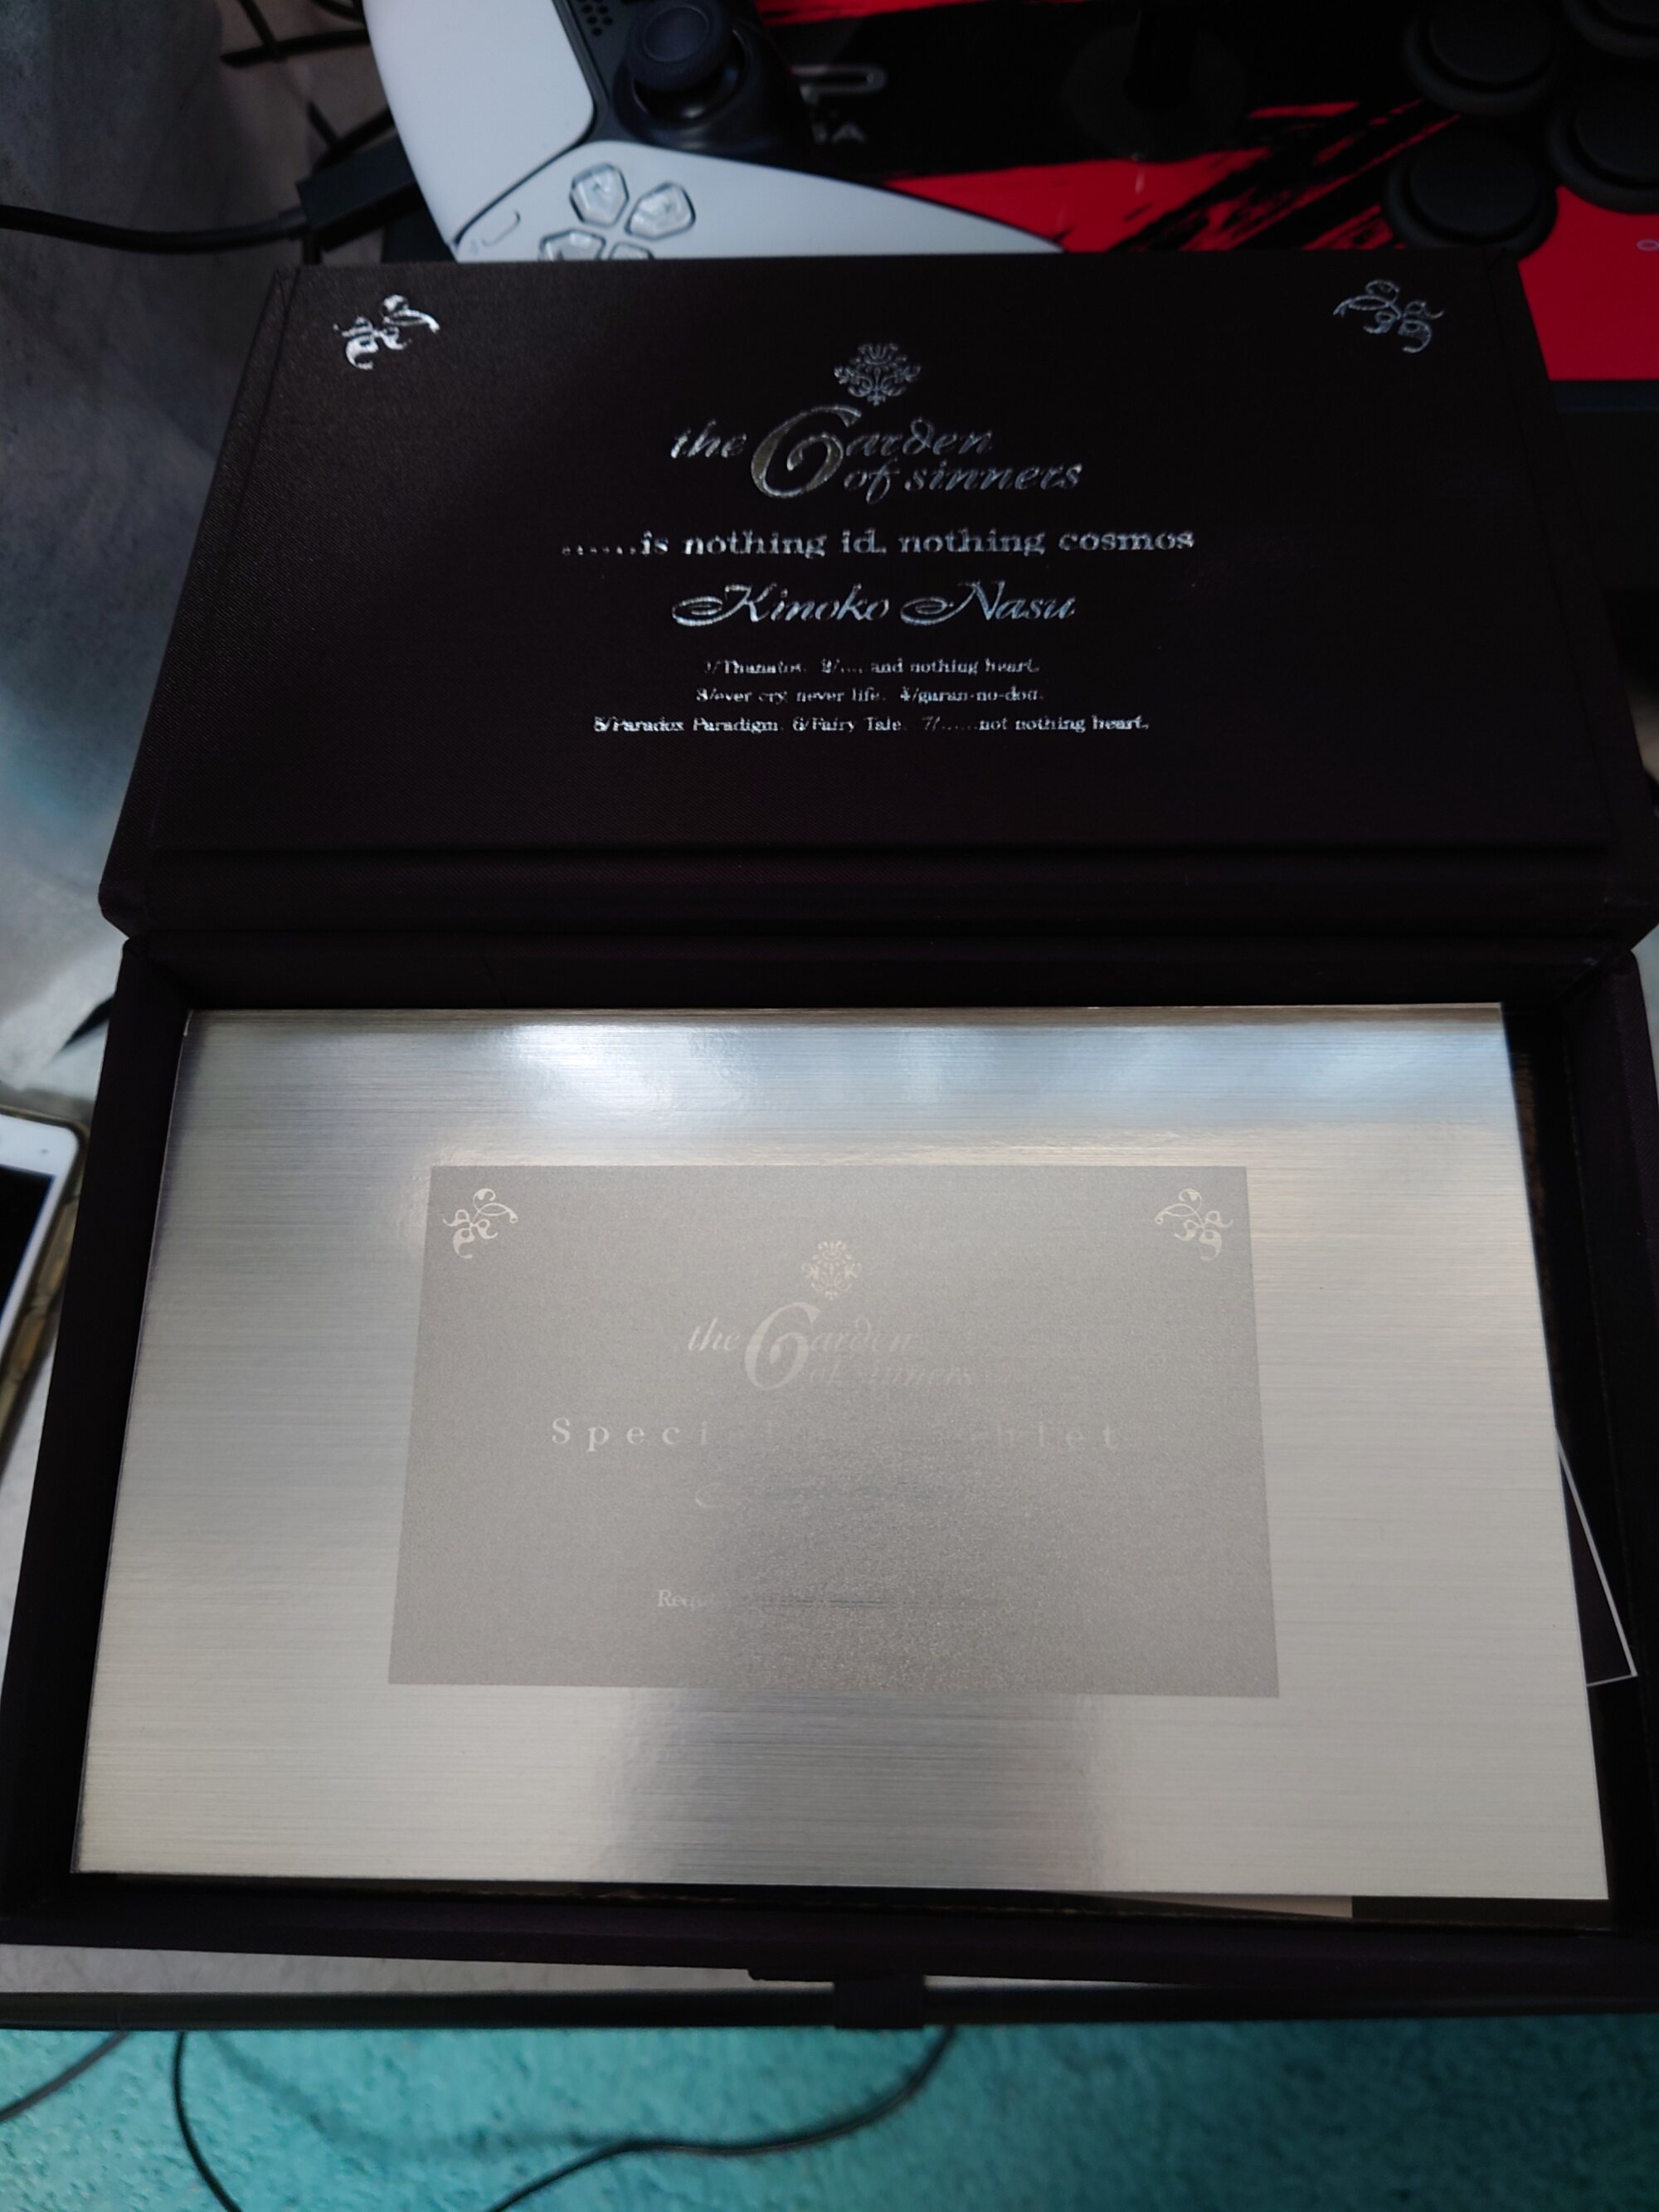 the Garden
of sinners
......is nothing id, nothing cosmos
Kinoko Nasu
1/Thanatos. 2/...... and nothing heart.
3/ever cry, never life. 4/garan-no-dou.
5/Paradox Paradigm. 6/Fairy Tale. 7/......not nothing heart.
the Garden
of sinners
Special